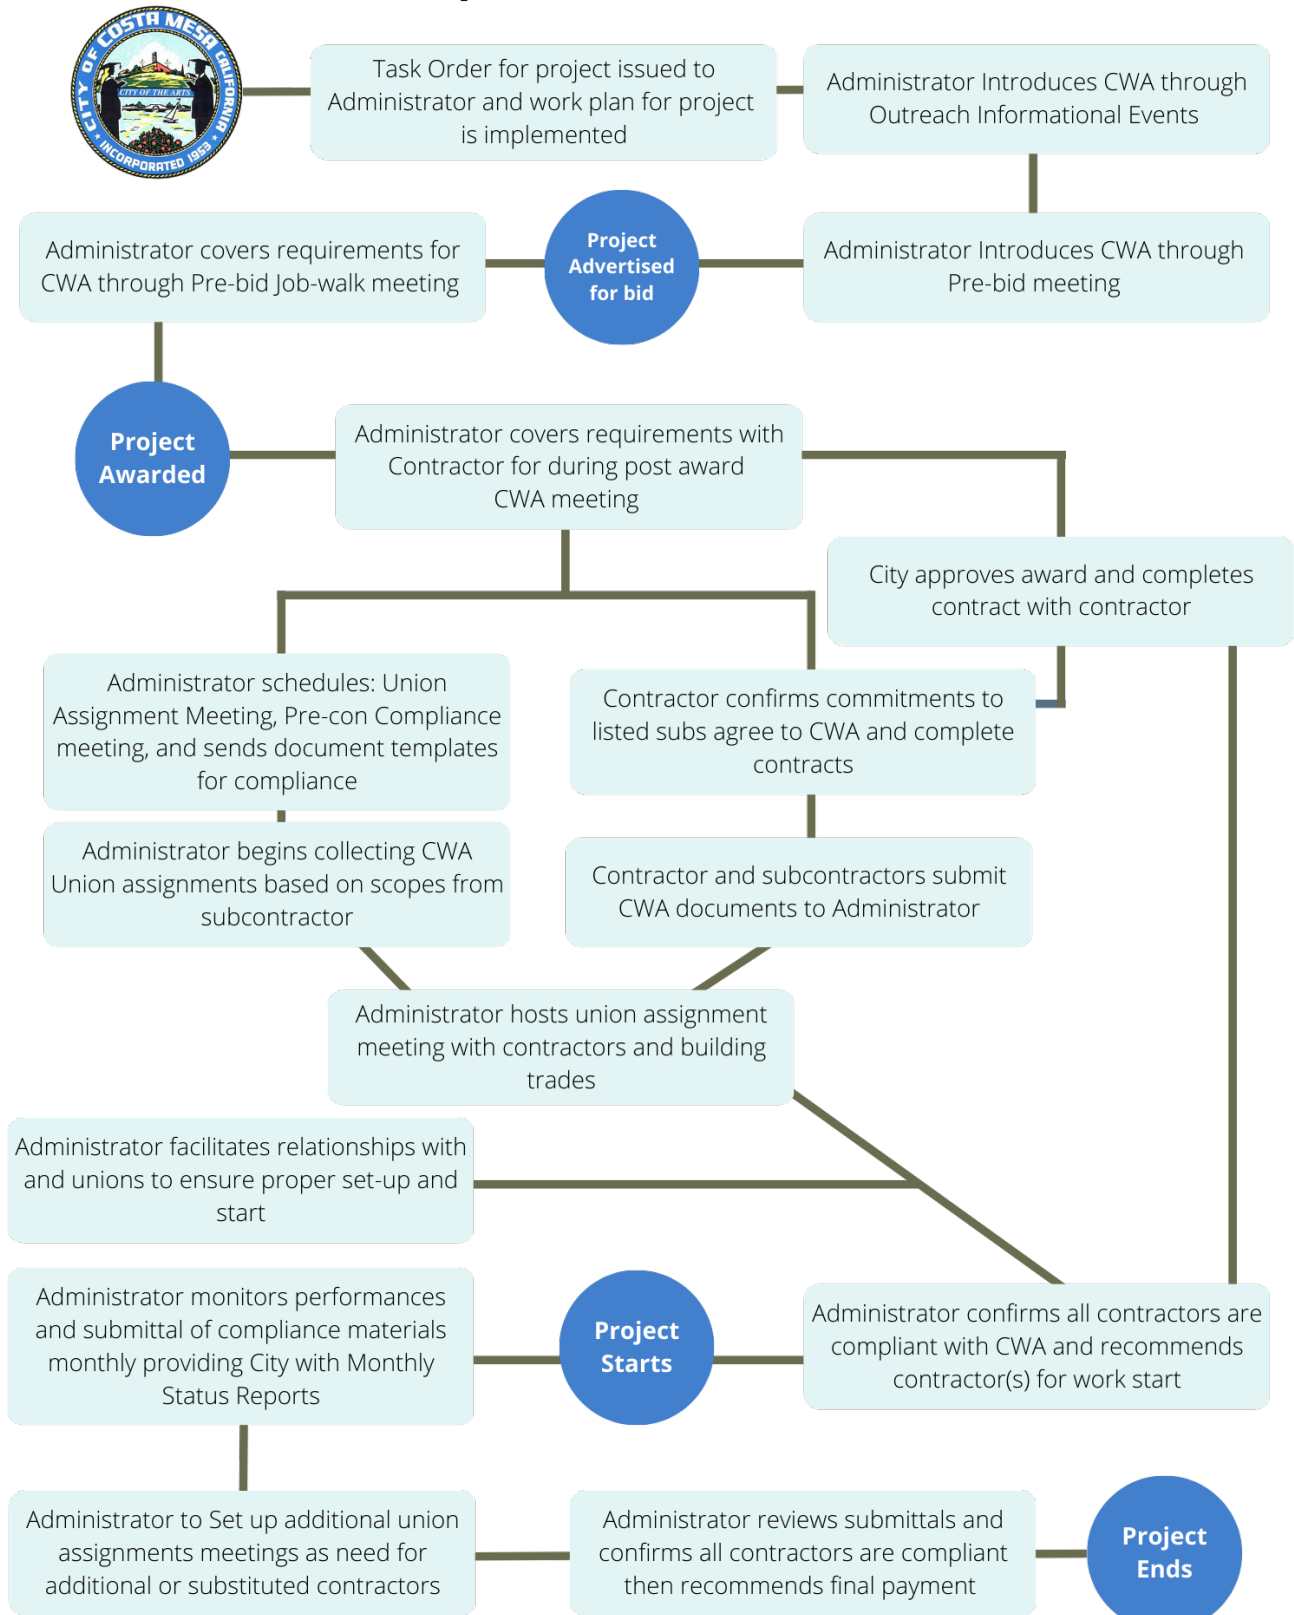 CITY OF COSTA MESA CALIFORNIA
CITY OF THE ARTS
* INCORPORATED 1953 *
Task Order for project issued to
Administrator and work plan for project
is implemented
Administrator Introduces CWA through
Outreach Informational Events
Administrator covers requirements for
CWA through Pre-bid Job-walk meeting
Project
Advertised
for bid
Administrator Introduces CWA through
Pre-bid meeting
Project
Awarded
Administrator covers requirements with
Contractor for during post award
CWA meeting
City approves award and completes
contract with contractor
Administrator schedules: Union
Assignment Meeting, Pre-con Compliance
meeting, and sends document templates
for compliance
Contractor confirms commitments to
listed subs agree to CWA and complete
contracts
Administrator begins collecting CWA
Union assignments based on scopes from
subcontractor
Contractor and subcontractors submit
CWA documents to Administrator
Administrator hosts union assignment
meeting with contractors and building
trades
Administrator facilitates relationships with
and unions to ensure proper set-up and
start
Administrator monitors performances
and submittal of compliance materials
monthly providing City with Monthly
Status Reports
Project
Starts
Administrator confirms all contractors are
compliant with CWA and recommends
contractor(s) for work start
Administrator to Set up additional union
assignments meetings as need for
additional or substituted contractors
Administrator reviews submittals and
confirms all contractors are compliant
then recommends final payment
Project
Ends